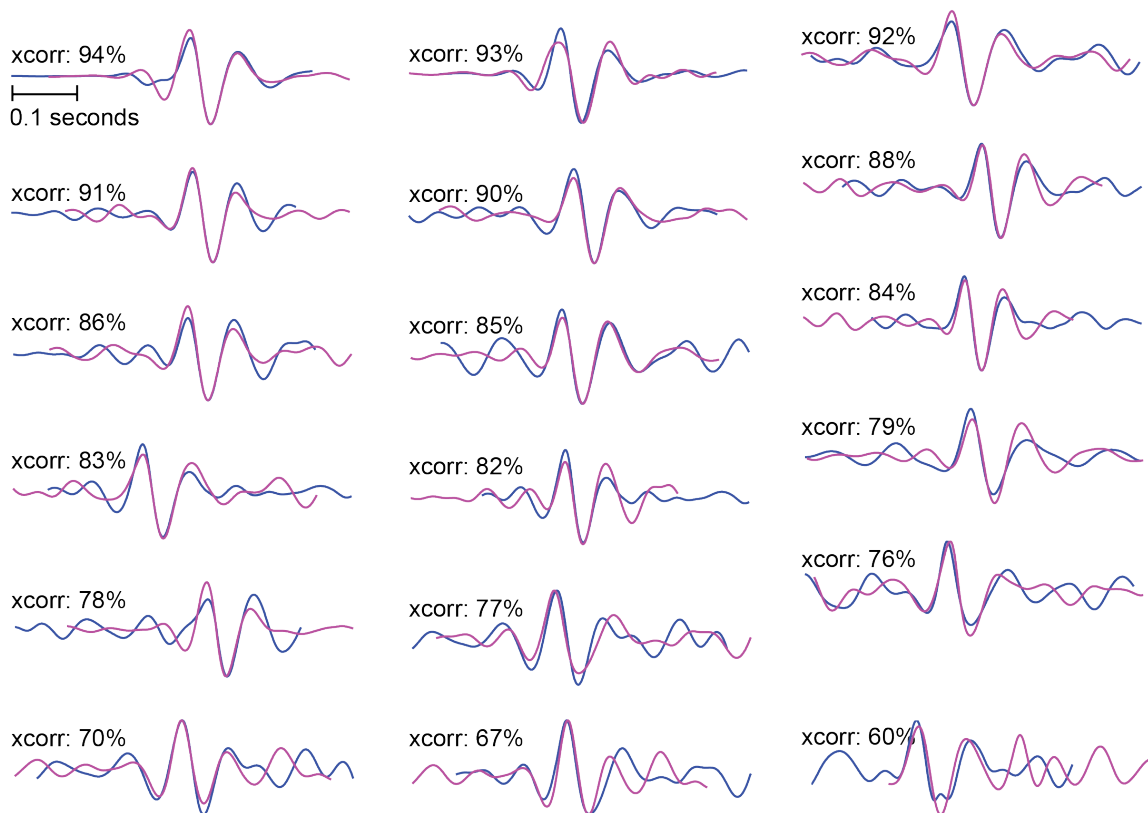 xcorr: 94%
0.1 seconds
xcorr: 93%
xcorr: 92%
xcorr: 91%
xcorr: 90%
xcorr: 88%
xcorr: 86%
xcorr: 85%
xcorr: 84%
xcorr: 83%
xcorr: 82%
xcorr: 79%
xcorr: 78%
xcorr: 77%
xcorr: 76%
xcorr: 70%
xcorr: 67%
xcorr: 60%